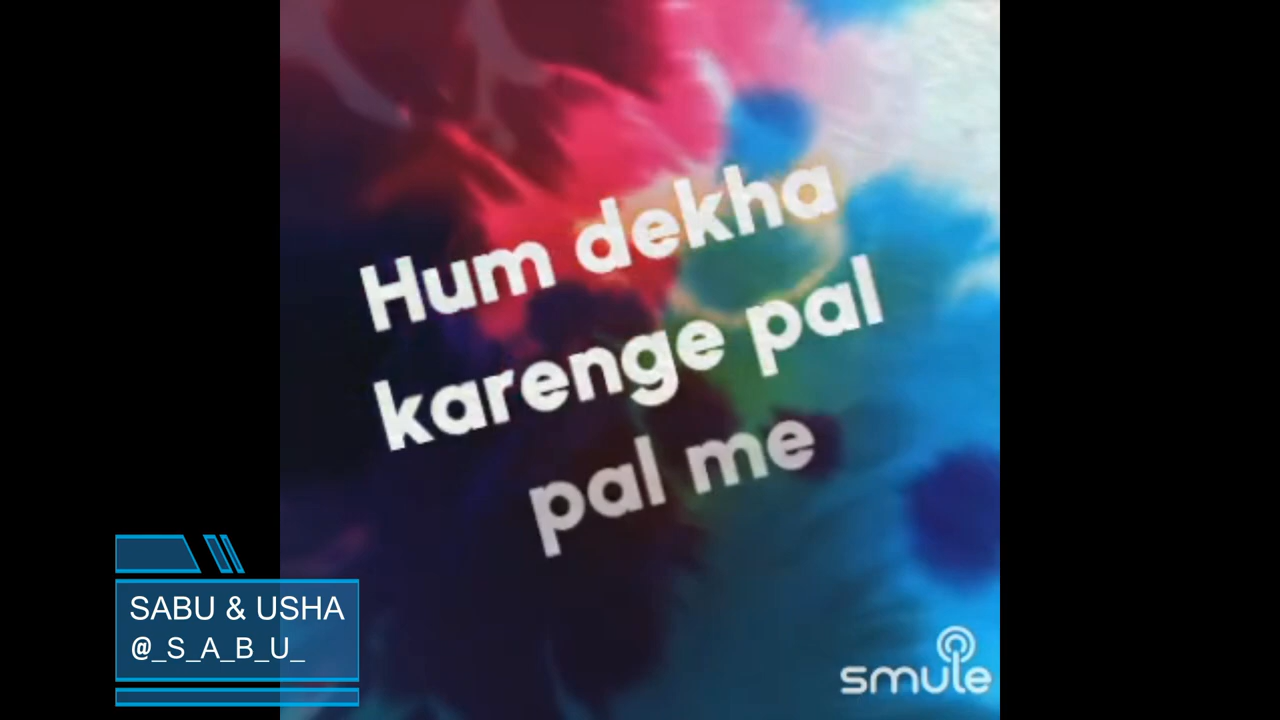 Hum dekha
karenge pal
pal me
SABU & USHA
@_S_A_B_U_
smule